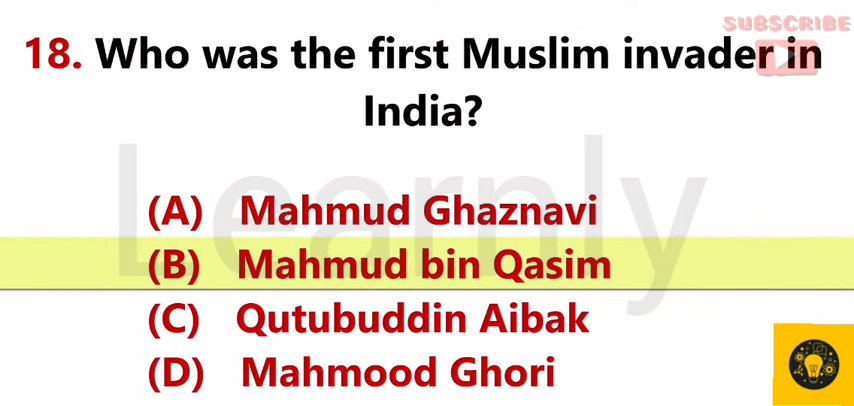 SUBSCRIBE
18. Who was the first Muslim invader in
India?
Learnly
(A) Mahmud Ghaznavi
(B) Mahmud bin Qasim
(C) Qutubuddin Aibak
(D) Mahmood Ghori